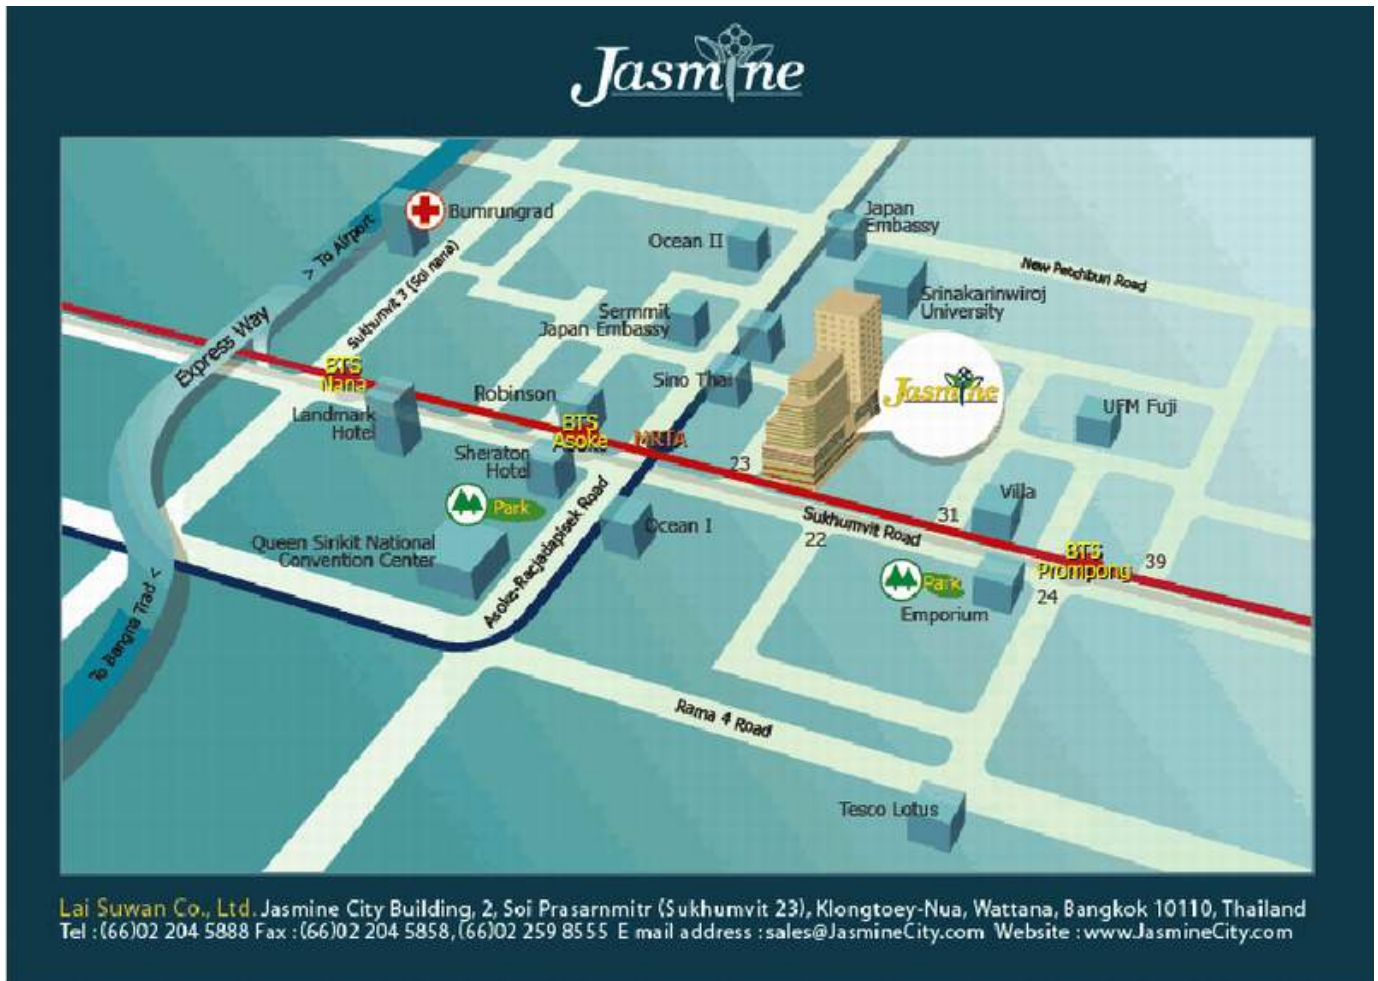 Jasmine
Bumrungrad
> To Airport
Sukhumvit 3 (Soi nana)
Express Way
Ocean II
Japan
Embassy
New Petchburi Road
Srinakarinwiroj
University
Sermmit
Japan Embassy
Sino Thai
Jasmine
UFM Fuji
BTS
Nana
Landmark
Hotel
Robinson
BTS
Asoke
MRTA
Sheraton
Hotel
23
Park
Villa
31
Sukhumvit Road
22
Ocean I
Queen Sirikit National
Convention Center
Asoke-Racjadapisek Road
BTS
Prompong
39
24
Park
Emporium
To Bangna Trad <
Rama 4 Road
Tesco Lotus
Lai Suwan Co., Ltd. Jasmine City Building, 2, Soi Prasarnmitr (Sukhumvit 23), Klongtoey-Nua, Wattana, Bangkok 10110, Thailand
Tel :(66)02 204 5888 Fax :(66)02 204 5858, (66)02 259 8555 E mail address :sales@JasmineCity.com Website :www.JasmineCity.com